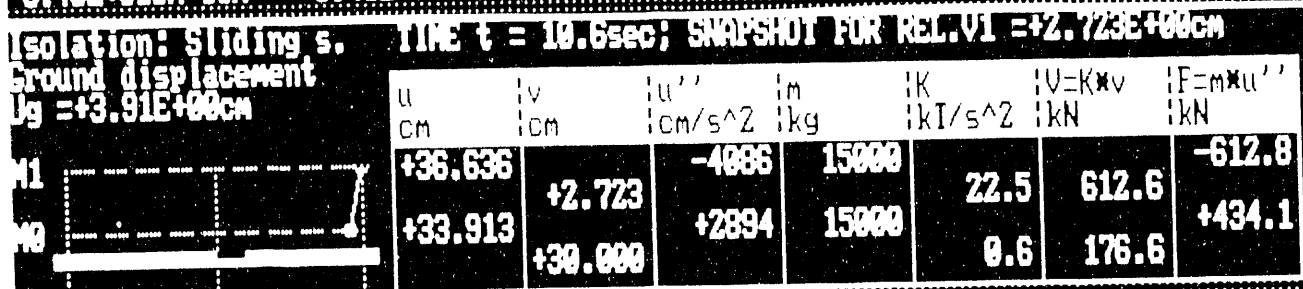 Isolation: Sliding s.
Ground displacement
Ug =+3.91E+00cm
TIME t = 10.6sec; SNAPSHOT FOR REL.V1 =+2.723E+00cm
u v u'' m K V=K*v F=m*u''
cm cm cm/s^2 kg kI/s^2 kN kN
M1 +36.636 -4086 15000 -612.8
+2.723 22.5 612.6
M0 +33.913 +2894 15000 +434.1
+30.000 0.6 176.6